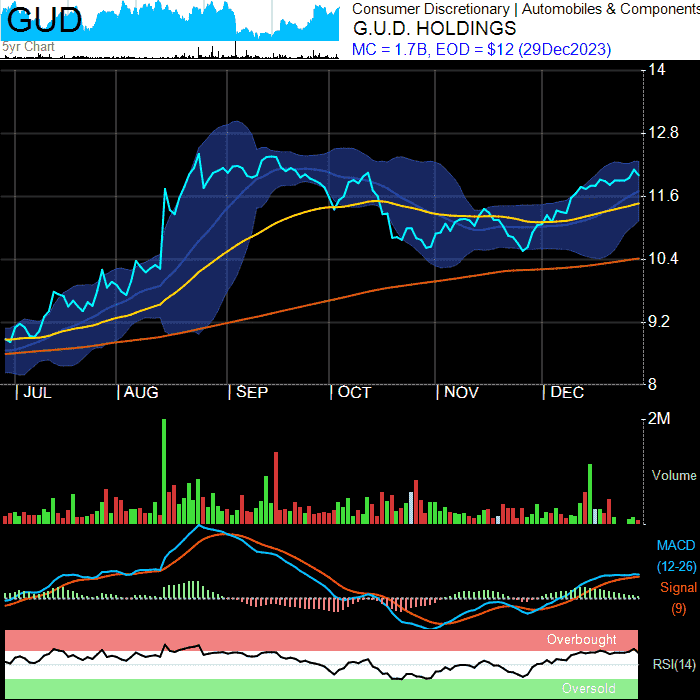 GUD
5yr Chart
Consumer Discretionary | Automobiles & Components
G.U.D. HOLDINGS
MC = 1.7B, EOD = $12 (29Dec2023)
14
12.8
11.6
10.4
9.2
8
JUL AUG SEP OCT NOV DEC
2M
Volume
MACD
(12-26)
Signal
(9)
Overbought
RSI(14)
Oversold